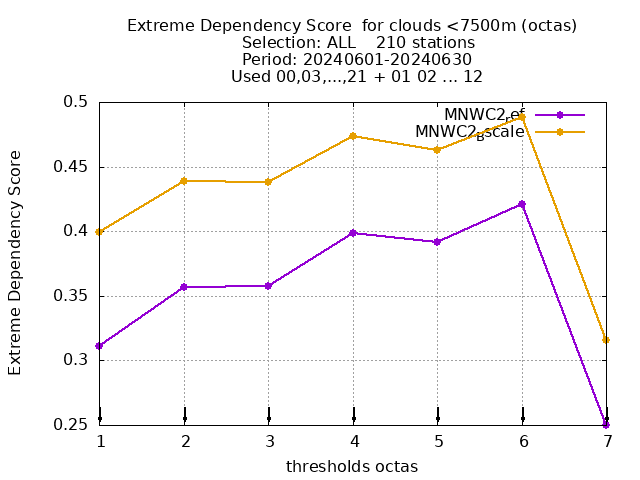 Extreme Dependency Score  for clouds <7500m (octas)
Selection: ALL    210 stations
Period: 20240601-20240630
Used 00,03,...,21 + 01 02 ... 12
MNWC2ref
MNWC2Bscale
0.5
0.45
0.4
0.35
0.3
0.25
Extreme Dependency Score
1 2 3 4 5 6 7
thresholds octas